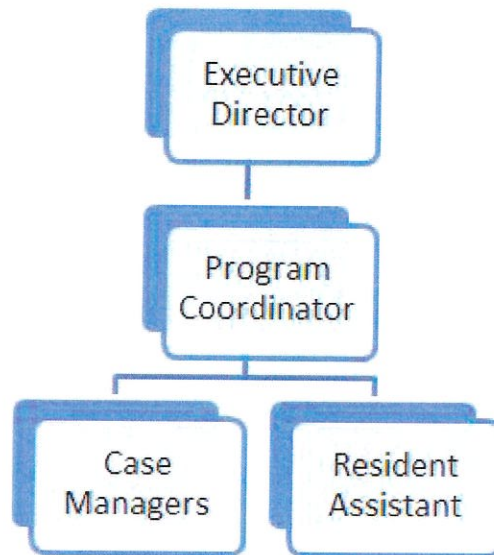 Executive
Director
Program
Coordinator
Case
Managers
Resident
Assistant